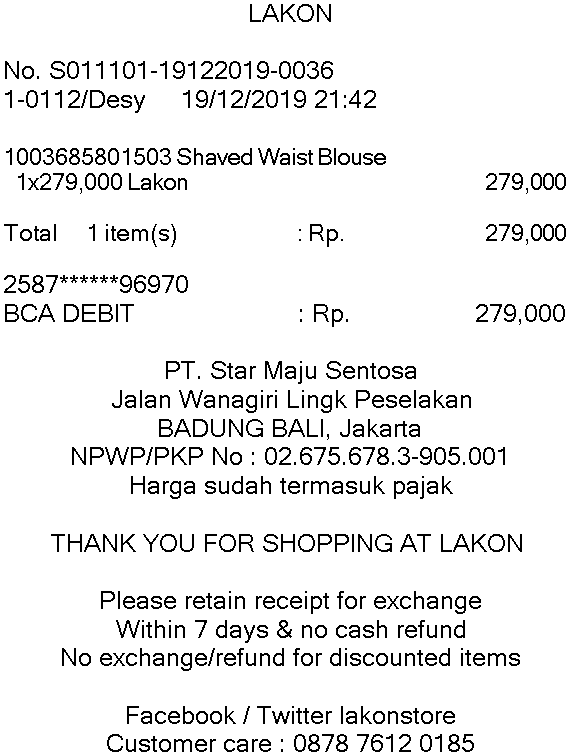 LAKON
No. S011101-19122019-0036
1-0112/Desy 19/12/2019 21:42
1003685801503 Shaved Waist Blouse
1x279,000 Lakon 279,000
Total 1 item(s) : Rp. 279,000
2587******96970
BCA DEBIT : Rp. 279,000
PT. Star Maju Sentosa
Jalan Wanagiri Lingk Peselakan
BADUNG BALI, Jakarta
NPWP/PKP No : 02.675.678.3-905.001
Harga sudah termasuk pajak
THANK YOU FOR SHOPPING AT LAKON
Please retain receipt for exchange
Within 7 days & no cash refund
No exchange/refund for discounted items
Facebook / Twitter lakonstore
Customer care : 0878 7612 0185